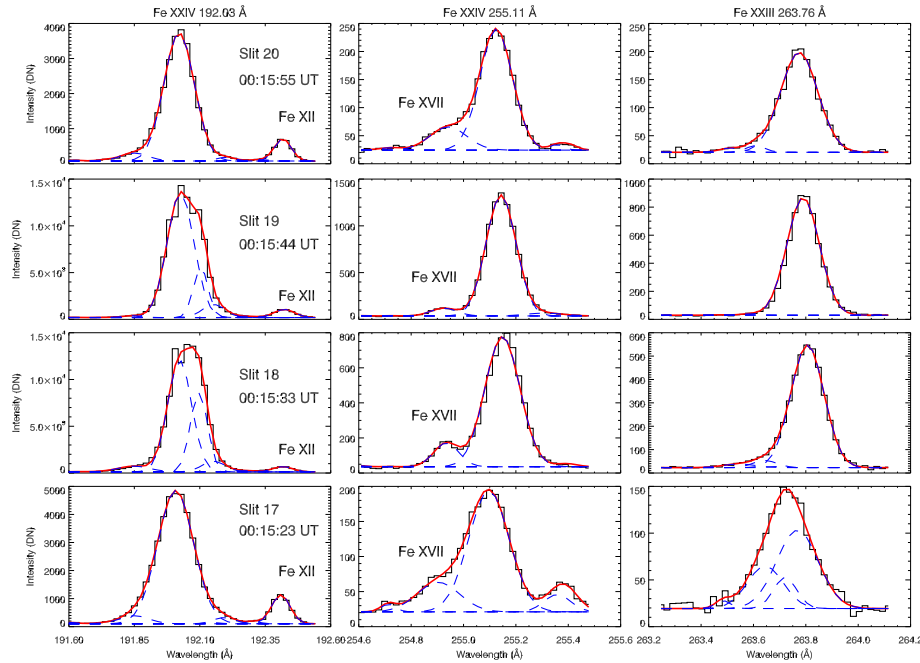 Fe XXIV 192.03 Å
Fe XXIV 255.11 Å
Fe XXIII 263.76 Å
Intensity (DN)
4000
3000
2000
1000
0
Slit 20
00:15:55 UT
Fe XII
250
200
150
100
50
0
Fe XVII
250
200
150
100
50
0
Intensity (DN)
1.5×10⁴
1.0×10⁴
5.0×10³
0
Slit 19
00:15:44 UT
Fe XII
1500
1000
500
0
Fe XVII
800
600
400
200
0
Intensity (DN)
1.5×10⁴
1.0×10⁴
5.0×10³
0
Slit 18
00:15:33 UT
Fe XII
800
600
400
200
0
Fe XVII
600
500
400
300
200
100
0
Intensity (DN)
5000
4000
3000
2000
1000
0
Slit 17
00:15:23 UT
Fe XII
200
150
100
50
0
Fe XVII
150
100
50
0
191.60 191.85 192.10 192.35 192.60
Wavelength (Å)
254.6 254.8 255.0 255.2 255.4 255.6
Wavelength (Å)
263.2 263.4 263.6 263.8 264.0 264.2
Wavelength (Å)